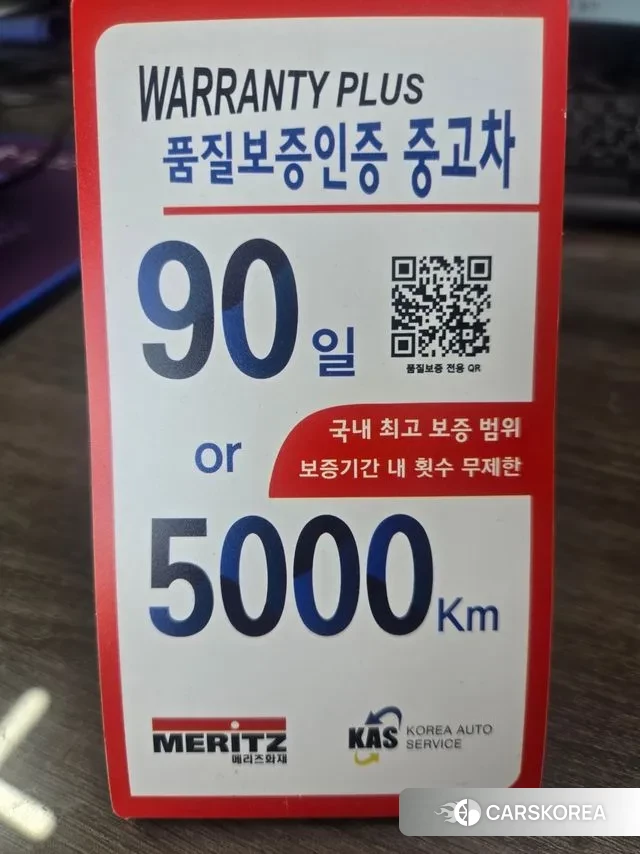 WARRANTY PLUS
품질보증인증 중고차
90일
품질보증 전용 QR
or
국내 최고 보증 범위
보증기간 내 횟수 무제한
5000Km
MERITZ
메리츠화재
KAS KOREA AUTO
SERVICE
CARSKOREA